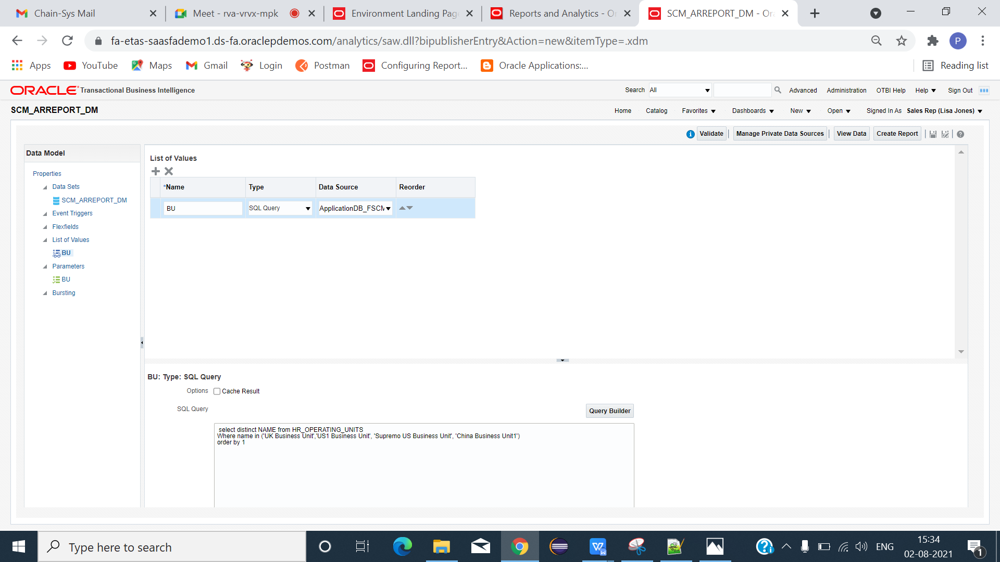 Chain-Sys Mail
Meet - rva-vrvx-mpk
Environment Landing Page
Reports and Analytics - Or
SCM_ARREPORT_DM - Ora
fa-etas-saasfademo1.ds-fa.oraclepdemos.com/analytics/saw.dll?bipublisherEntry&Action=new&itemType=.xdm
P
Apps
YouTube
Maps
Gmail
Login
Postman
Configuring Report...
Oracle Applications:...
Reading list
ORACLE Transactional Business Intelligence
Search All
Advanced
Administration
OTBI Help
Help
Sign Out
SCM_ARREPORT_DM
Home
Catalog
Favorites
Dashboards
New
Open
Signed In As Sales Rep (Lisa Jones)
Validate
Manage Private Data Sources
View Data
Create Report
Data Model
Properties
Data Sets
SCM_ARREPORT_DM
Event Triggers
Flexfields
List of Values
BU
Parameters
BU
Bursting
List of Values
*Name Type Data Source Reorder
BU SQL Query ApplicationDB_FSCM
BU: Type: SQL Query
Options Cache Result
SQL Query
Query Builder
select distinct NAME from HR_OPERATING_UNITS
Where name in ('UK Business Unit','US1 Business Unit', 'Supremo US Business Unit', 'China Business Unit1')
order by 1
Type here to search
W
ENG
15:34
02-08-2021
1